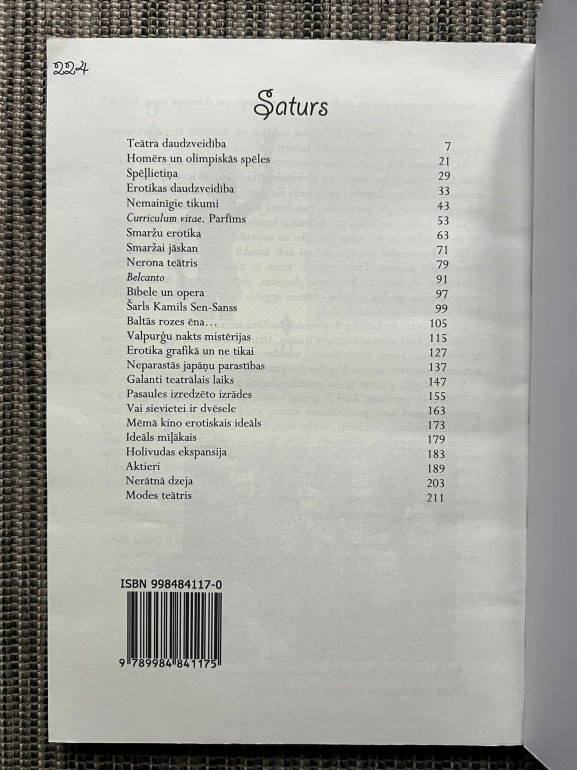 224
Saturs
Teātra daudzveidība 7
Homērs un olimpiskās spēles 21
Spēļlietiņa 29
Erotikas daudzveidība 33
Nemainīgie tikumi 43
Curriculum vitae. Parfīms 53
Smaržu erotika 63
Smaržai jāskan 71
Nerona teātris 79
Belcanto 91
Bībele un opera 97
Šarls Kamils Sen-Sanss 99
Baltās rozes ēna... 105
Valpurģu nakts mistērijas 115
Erotika grafikā un ne tikai 127
Neparastās japāņu parastības 137
Galanti teatrālais laiks 147
Pasaules izredzēto izrādes 155
Vai sievietei ir dvēsele 163
Mēmā kino erotiskais ideāls 173
Ideāls mīļākais 179
Holivudas ekspansija 183
Aktieri 189
Nerātnā dzeja 203
Modes teātris 211
ISBN 998484117-0
9 789984 841175